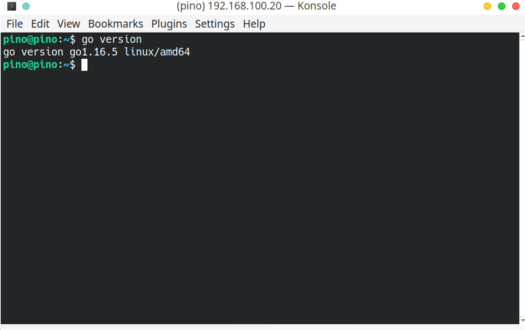 (pino) 192.168.100.20 — Konsole
File Edit View Bookmarks Plugins Settings Help
pino@pino:~$ go version
go version go1.16.5 linux/amd64
pino@pino:~$